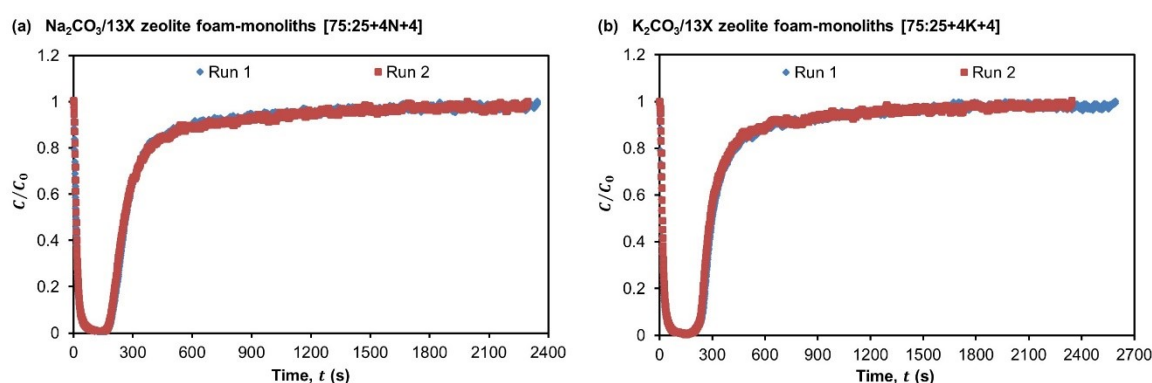 (a) Na₂CO₃/13X zeolite foam-monoliths [75:25+4N+4]
1.2
Run 1 Run 2
1
0.8
0.6
0.4
0.2
0
C/C₀
0 300 600 900 1200 1500 1800 2100 2400
Time, t (s)
(b) K₂CO₃/13X zeolite foam-monoliths [75:25+4K+4]
1.2
Run 1 Run 2
1
0.8
0.6
0.4
0.2
0
C/C₀
0 300 600 900 1200 1500 1800 2100 2400 2700
Time, t (s)